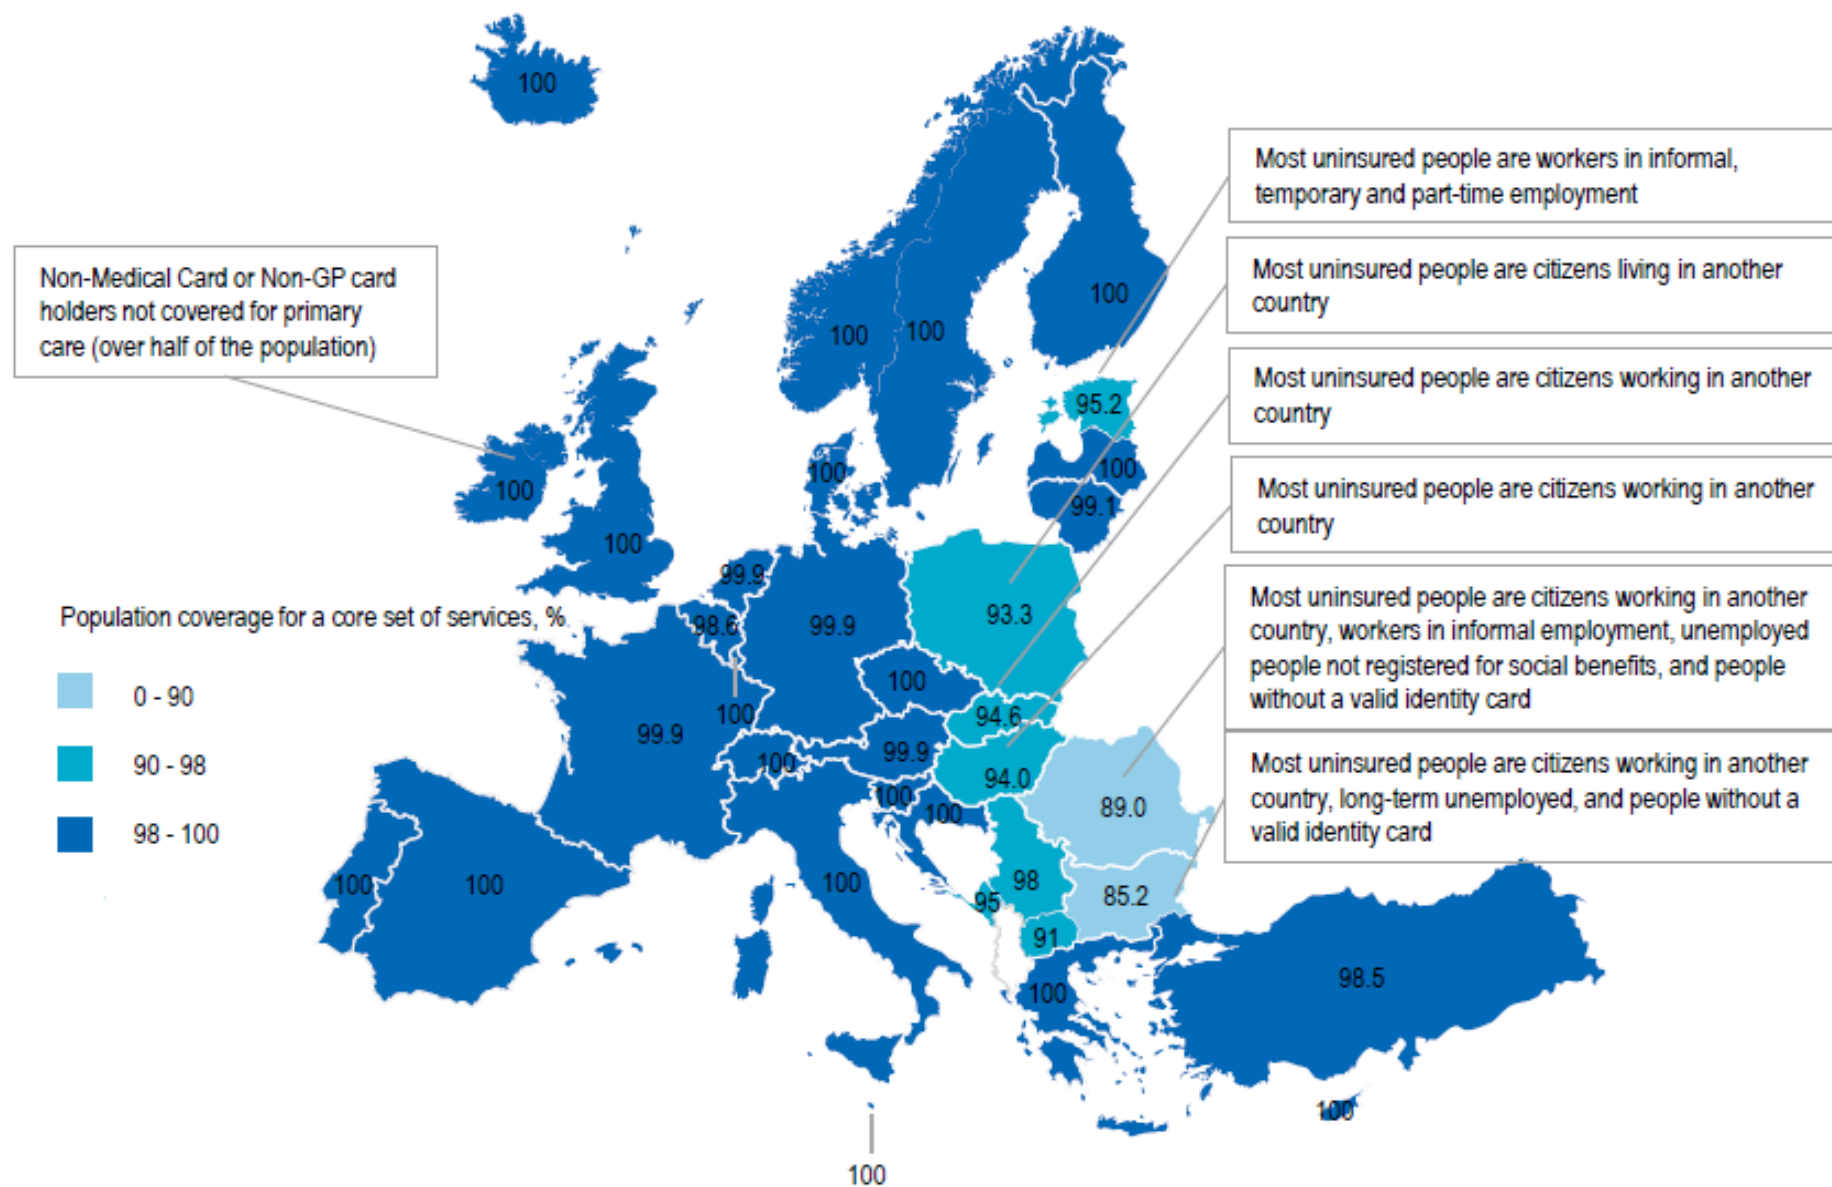 100
Most uninsured people are workers in informal,
temporary and part-time employment
Non-Medical Card or Non-GP card
holders not covered for primary
care (over half of the population)
Most uninsured people are citizens living in another
country
100
100
100
Most uninsured people are citizens working in another
country
95.2
100
100
99.1
100
Most uninsured people are citizens working in another
country
100
99.9
Population coverage for a core set of services, %
98.6
99.9
93.3
Most uninsured people are citizens working in another
country, workers in informal employment, unemployed
people not registered for social benefits, and people
without a valid identity card
0 - 90
90 - 98
98 - 100
100
100
94.6
99.9
100
99.9
94.0
100
100
89.0
Most uninsured people are citizens working in another
country, long-term unemployed, and people without a
valid identity card
100
100
100
98
95
85.2
91
100
98.5
100
100